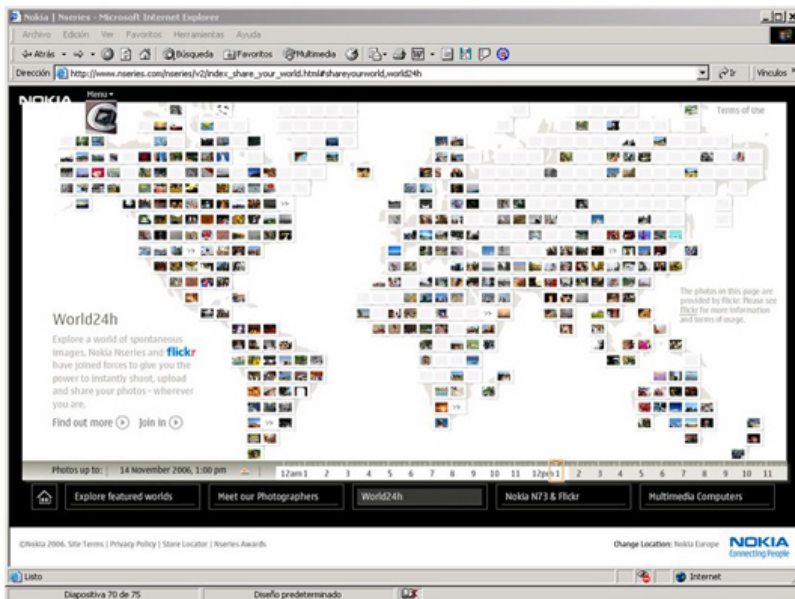 Nokia | Nseries - Microsoft Internet Explorer
Archivo Edición Ver Favoritos Herramientas Ayuda
Atrás Búsqueda Favoritos Multimedia
Dirección http://www.nseries.com/nseries/v2/index_share_your_world.html#shareyourworld,world24h Ir Vínculos »
NOKIA Menu
Terms of Use
The photos on this page are
provided by Flickr. Please see
Flickr for more information
and terms of usage.
World24h
Explore a world of spontaneous
images. Nokia Nseries and flickr
have joined forces to give you the
power to instantly shoot, upload
and share your photos - wherever
you are.
Find out more Join in
Photos up to: 14 November 2006, 1:00 pm 12am 1 2 3 4 5 6 7 8 9 10 11 12pm 1 2 3 4 5 6 7 8 9 10 11
Explore featured worlds Meet our Photographers World24h Nokia N73 & Flickr Multimedia Computers
©Nokia 2006. Site Terms | Privacy Policy | Store Locator | Nseries Awards Change Location: Nokia Europe NOKIA
Connecting People
Listo Internet
Diapositiva 70 de 75 Diseño predeterminado